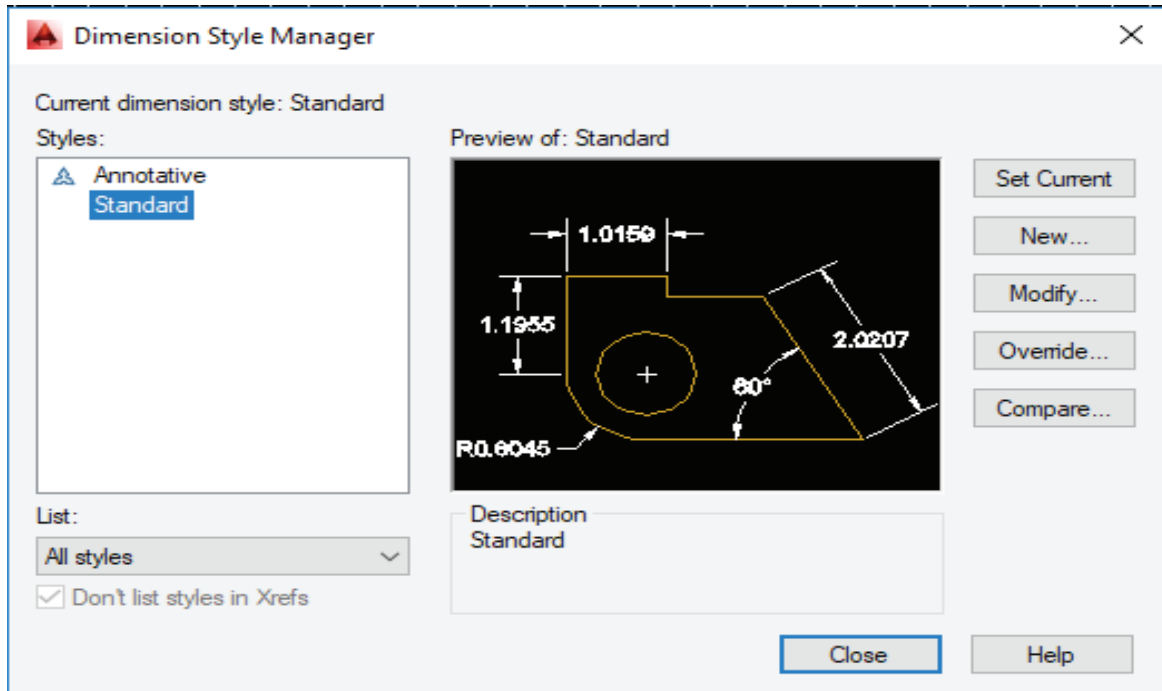 Dimension Style Manager
Current dimension style: Standard
Styles:
Annotative
Standard
Preview of: Standard
1.0159
1.1955
2.0207
60°
R0.8045
Set Current
New...
Modify...
Override...
Compare...
List:
All styles
Don't list styles in Xrefs
Description
Standard
Close
Help